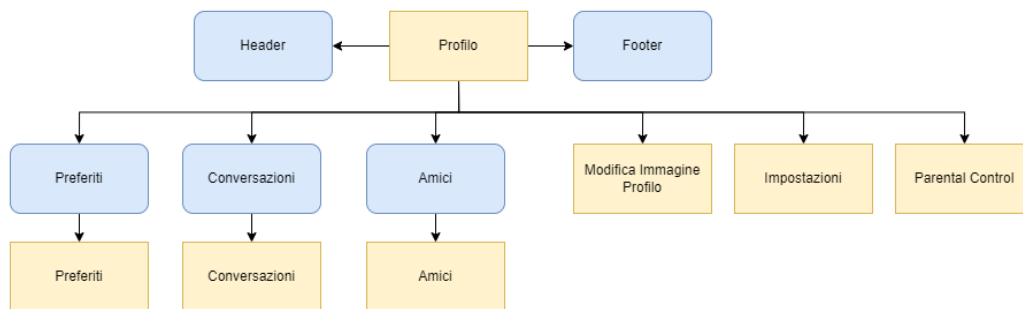 Header
Profilo
Footer
Preferiti
Conversazioni
Amici
Modifica Immagine
Profilo
Impostazioni
Parental Control
Preferiti
Conversazioni
Amici